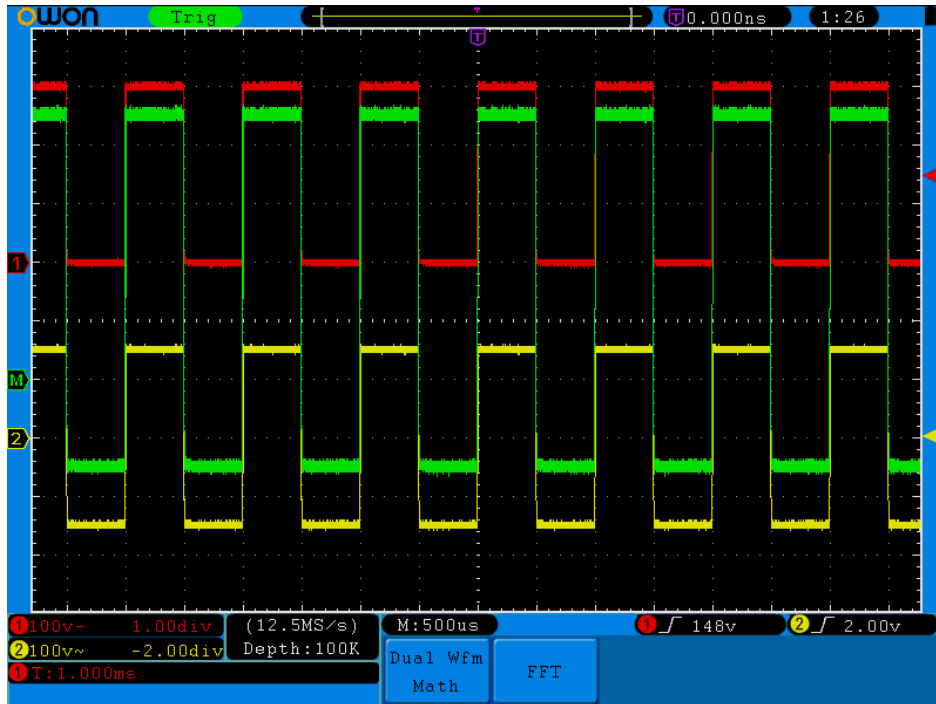 owon Trig T T 0.000ns 1:26
T
1
M
2
1 100v- 1.00div (12.5MS/s) M:500us 1 148v 2 2.00v
2 100v~ -2.00div Depth:100K
1 T:1.000ms
Dual Wfm
Math
FFT